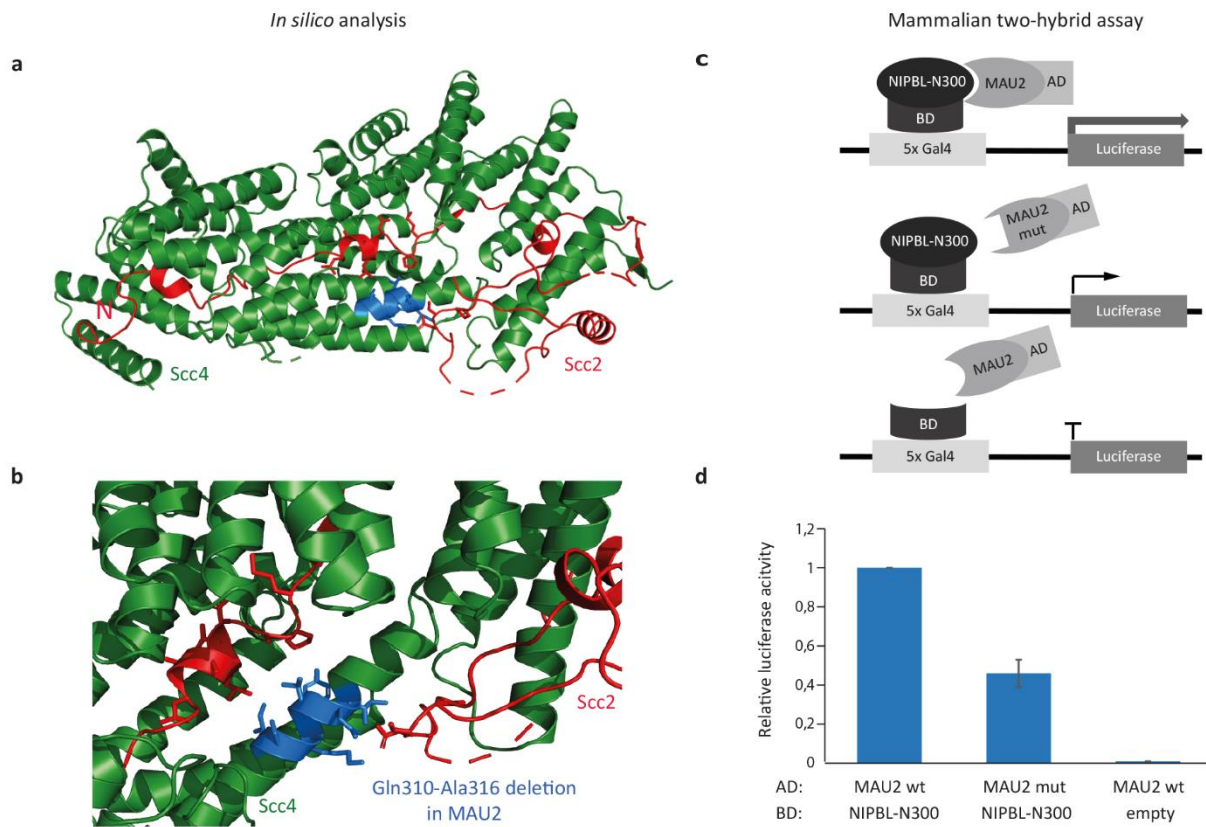 In silico analysis
Mammalian two-hybrid assay
a
N
Scc4
Scc2
b
Scc2
Gln310-Ala316 deletion
in MAU2
Scc4
c
NIPBL-N300
MAU2
AD
BD
5x Gal4
Luciferase
NIPBL-N300
MAU2
mut
AD
BD
5x Gal4
Luciferase
MAU2
AD
BD
5x Gal4
Luciferase
d
Relative luciferase acitvity
1,2
1
0,8
0,6
0,4
0,2
0
AD: MAU2 wt MAU2 mut MAU2 wt
BD: NIPBL-N300 NIPBL-N300 empty